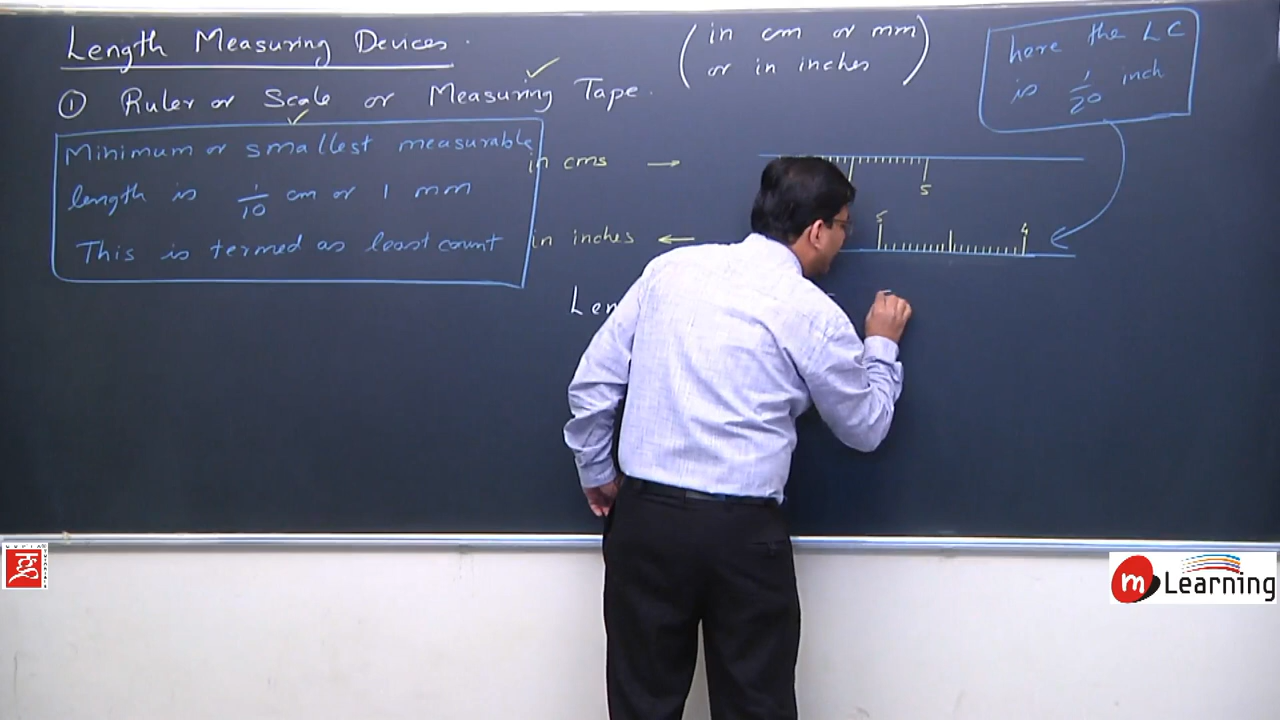 Length Measuring Devices.
(in cm or mm
or in inches)
here the LC
is 1/20 inch
① Ruler or Scale or Measuring Tape.
Minimum or smallest measurable
length is 1/10 cm or 1 mm
This is termed as least count
in cms →
5
in inches ←
5 4
Len
m Learning